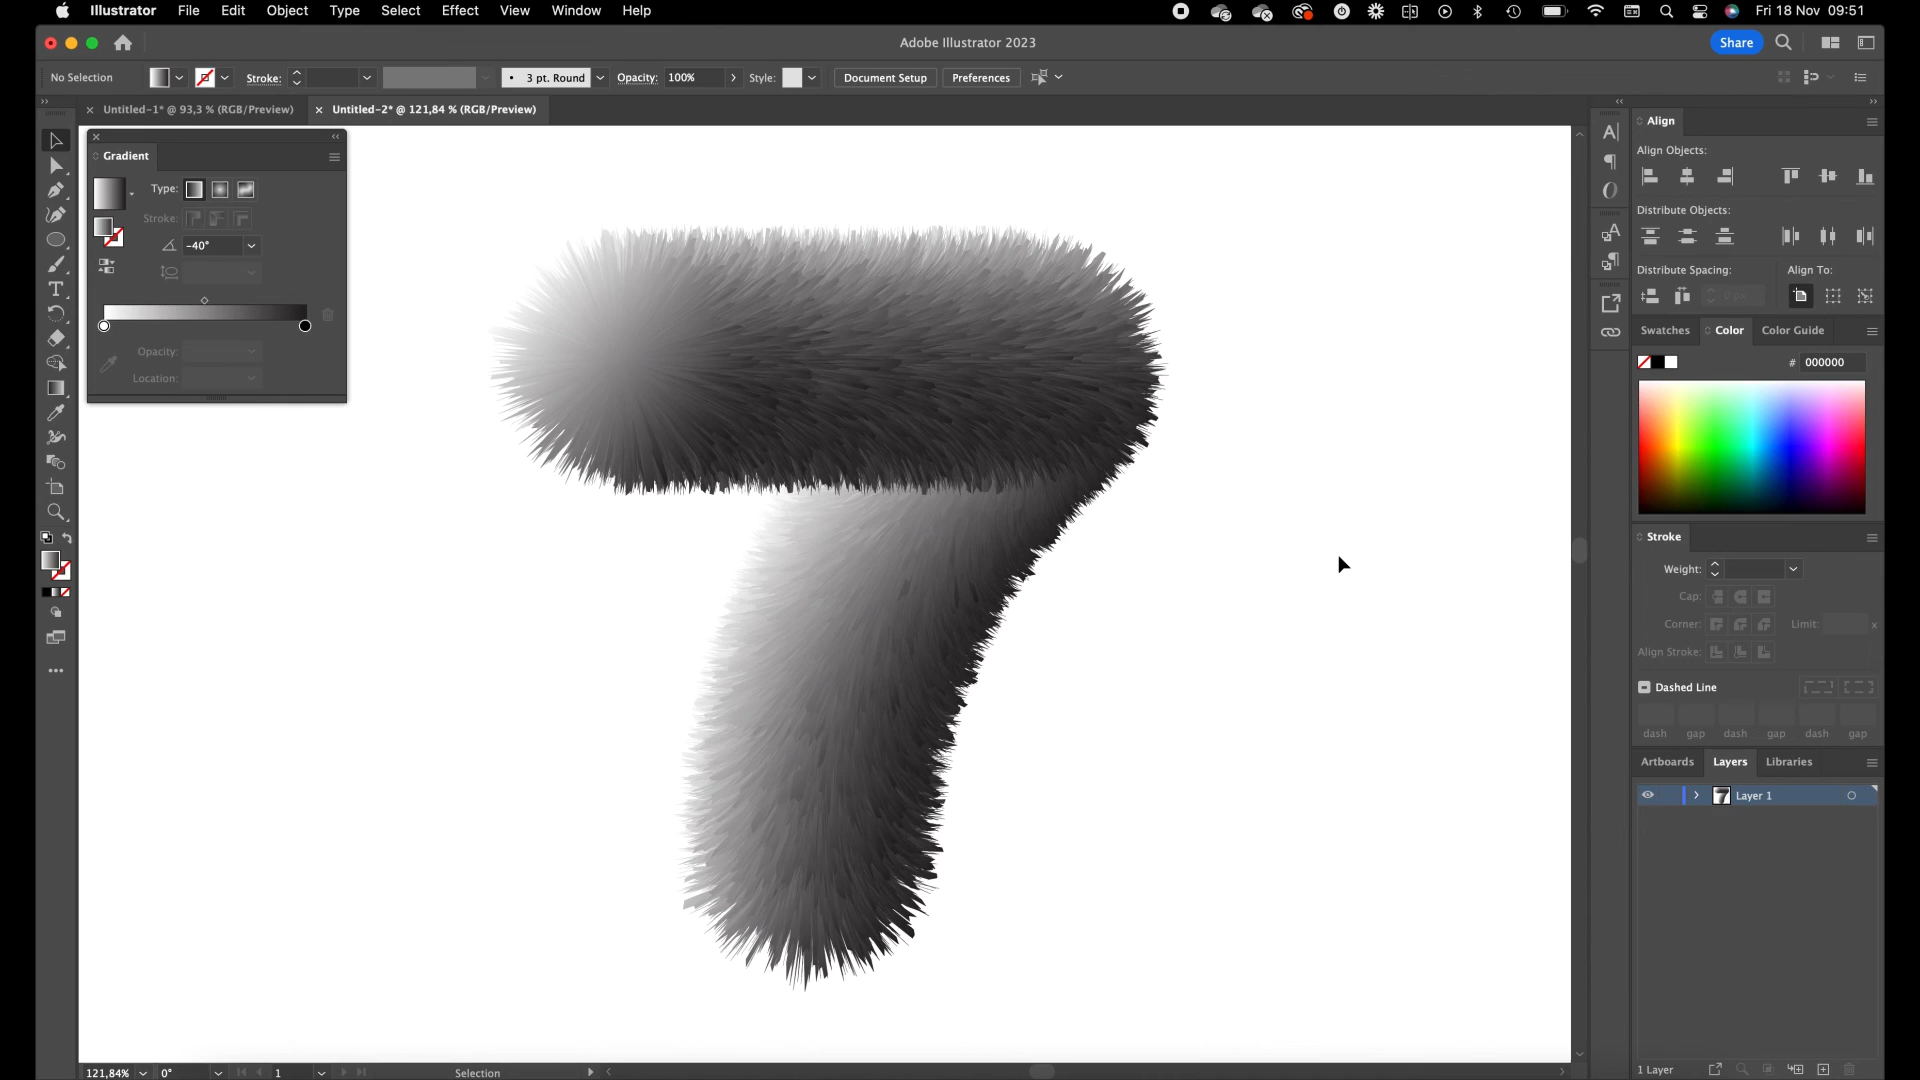 Illustrator File Edit Object Type Select Effect View Window Help Fri 18 Nov 09:51
Adobe Illustrator 2023 Share
No Selection Stroke: 3 pt. Round Opacity: 100% Style: Document Setup Preferences
Untitled-1* @ 93,3 % (RGB/Preview) Untitled-2* @ 121,84 % (RGB/Preview)
Gradient
Type:
Stroke:
-40°
Opacity:
Location:
7
Align
Align Objects:
Distribute Objects:
Distribute Spacing: Align To:
0 px
Swatches Color Color Guide
# 000000
Stroke
Weight:
Cap:
Corner: Limit: x
Align Stroke:
Dashed Line
dash gap dash gap dash gap
Artboards Layers Libraries
Layer 1
1 Layer
121,84% 0° 1 Selection